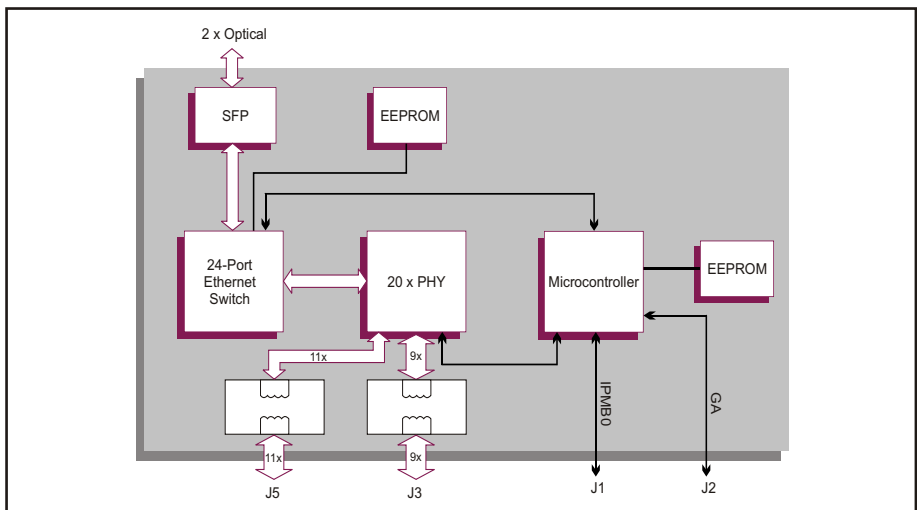 2 x Optical
SFP
EEPROM
24-Port
Ethernet
Switch
20 x PHY
Microcontroller
EEPROM
11x
9x
IPMB0
GA
11x
9x
J5
J3
J1
J2